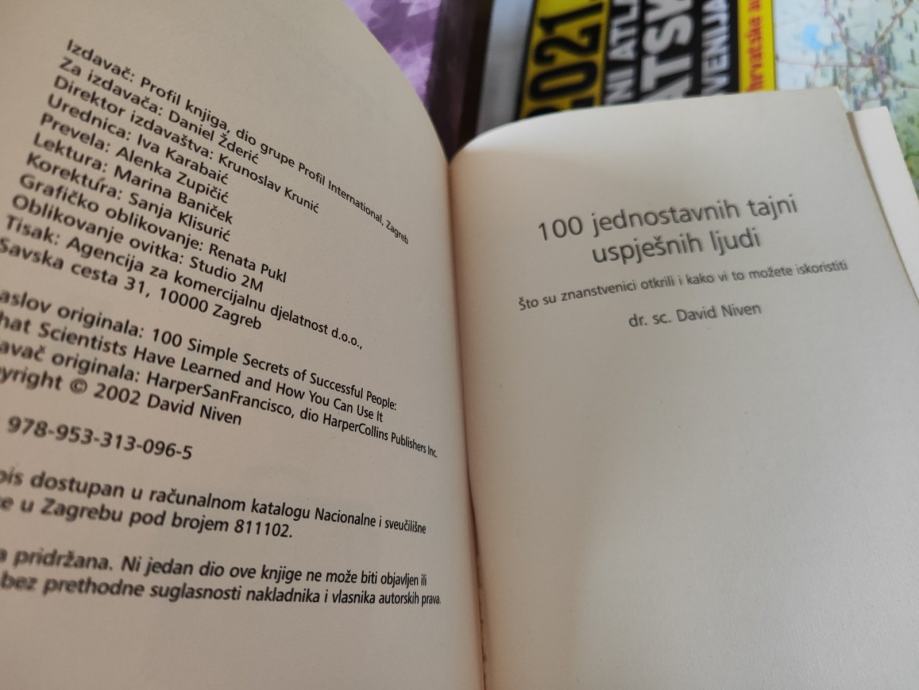 Izdavač: Profil knjiga, dio grupe Profil International, Zagreb
Za izdavača: Daniel Žderić
Direktor izdavaštva: Krunoslav Krunić
Urednica: Iva Karabaić
Prevela: Alenka Zupičić
Lektura: Marina Baniček
Korektura: Sanja Klisurić
Grafičko oblikovanje: Renata Pukl
Oblikovanje ovitka: Studio 2M
Tisak: Agencija za komercijalnu djelatnost d.o.o.,
Savska cesta 31, 10000 Zagreb
aslov originala: 100 Simple Secrets of Successful People:
hat Scientists Have Learned and How You Can Use It
avač originala: HarperSanFrancisco, dio HarperCollins Publishers Inc.
yright © 2002 David Niven
978-953-313-096-5
pis dostupan u računalnom katalogu Nacionalne i sveučilišne
e u Zagrebu pod brojem 811102.
a pridržana. Ni jedan dio ove knjige ne može biti objavljen ili
bez prethodne suglasnosti nakladnika i vlasnika autorskih prava.
100 jednostavnih tajni
uspješnih ljudi
Što su znanstvenici otkrili i kako vi to možete iskoristiti
dr. sc. David Niven
2021.
NI ATL
ATSK
VENIJA
hrvatska au